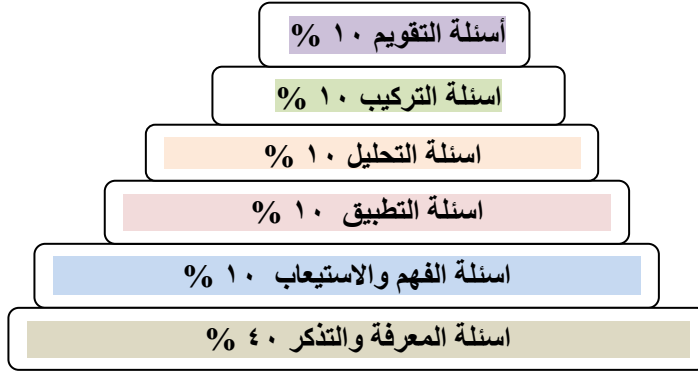 أسئلة التقويم ١٠ %
اسئلة التركيب ١٠ %
اسئلة التحليل ١٠ %
اسئلة التطبيق ١٠ %
اسئلة الفهم والاستيعاب ١٠ %
اسئلة المعرفة والتذكر ٤٠ %